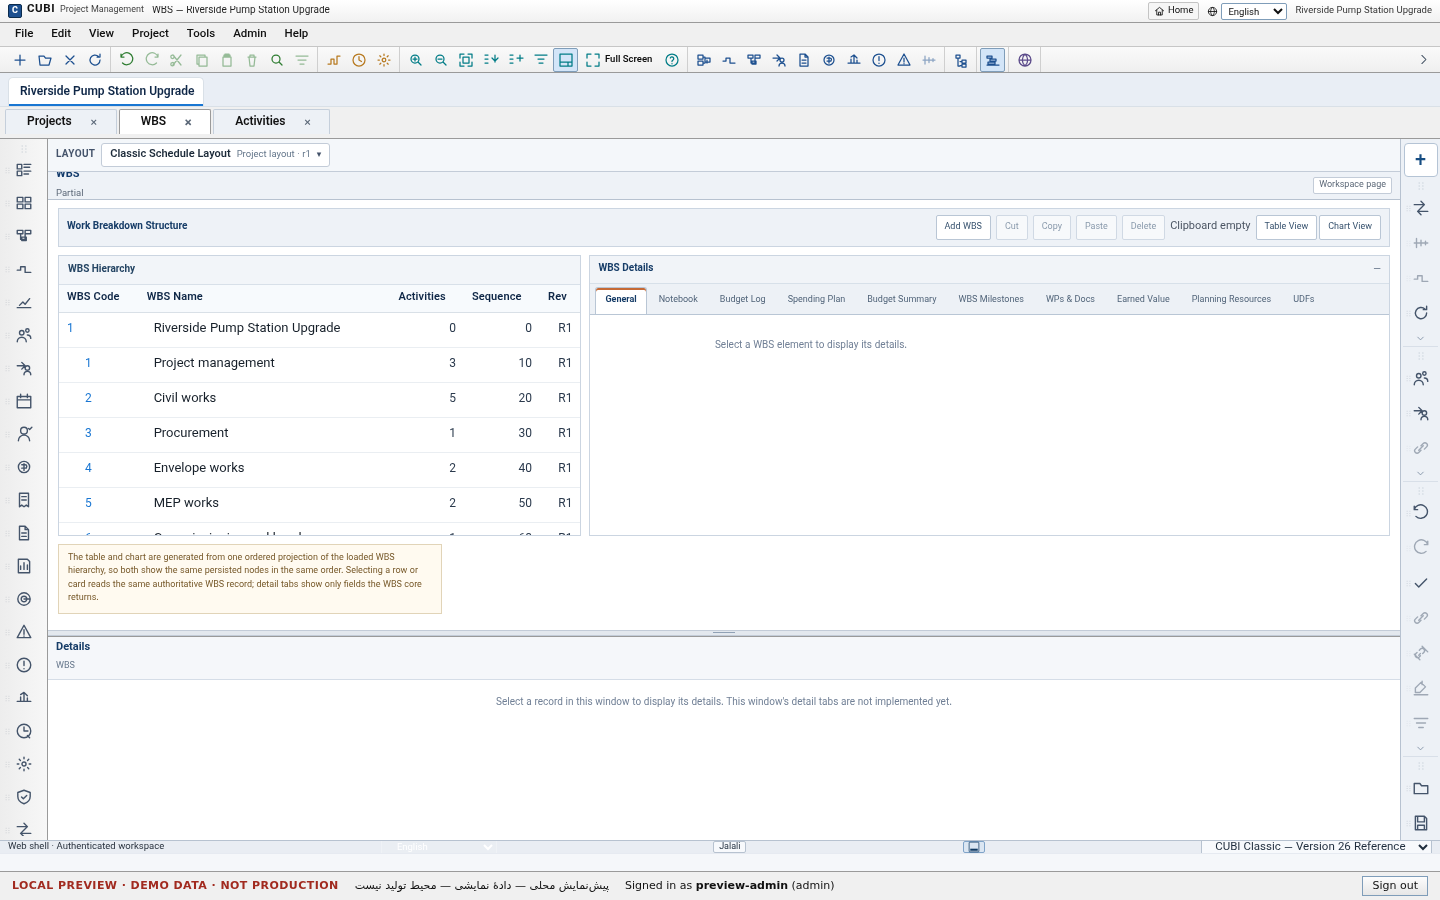 C CUBI Project Management WBS — Riverside Pump Station Upgrade Home English Riverside Pump Station Upgrade
File Edit View Project Tools Admin Help
Full Screen
Riverside Pump Station Upgrade
Projects × WBS × Activities ×
LAYOUT Classic Schedule Layout Project layout · r1
WBS
Partial Workspace page
Work Breakdown Structure Add WBS Cut Copy Paste Delete Clipboard empty Table View Chart View
WBS Hierarchy
WBS Code WBS Name Activities Sequence Rev
1 Riverside Pump Station Upgrade 0 0 R1
1 Project management 3 10 R1
2 Civil works 5 20 R1
3 Procurement 1 30 R1
4 Envelope works 2 40 R1
5 MEP works 2 50 R1
WBS Details –
General Notebook Budget Log Spending Plan Budget Summary WBS Milestones WPs & Docs Earned Value Planning Resources UDFs
Select a WBS element to display its details.
The table and chart are generated from one ordered projection of the loaded WBS
hierarchy, so both show the same persisted nodes in the same order. Selecting a row or
card reads the same authoritative WBS record; detail tabs show only fields the WBS core
returns.
Details
WBS
Select a record in this window to display its details. This window's detail tabs are not implemented yet.
Web shell · Authenticated workspace English Jalali CUBI Classic — Version 26 Reference
LOCAL PREVIEW · DEMO DATA · NOT PRODUCTION پیش‌نمایش محلی — دادهٔ نمایشی — محیط تولید نیست Signed in as preview-admin (admin) Sign out